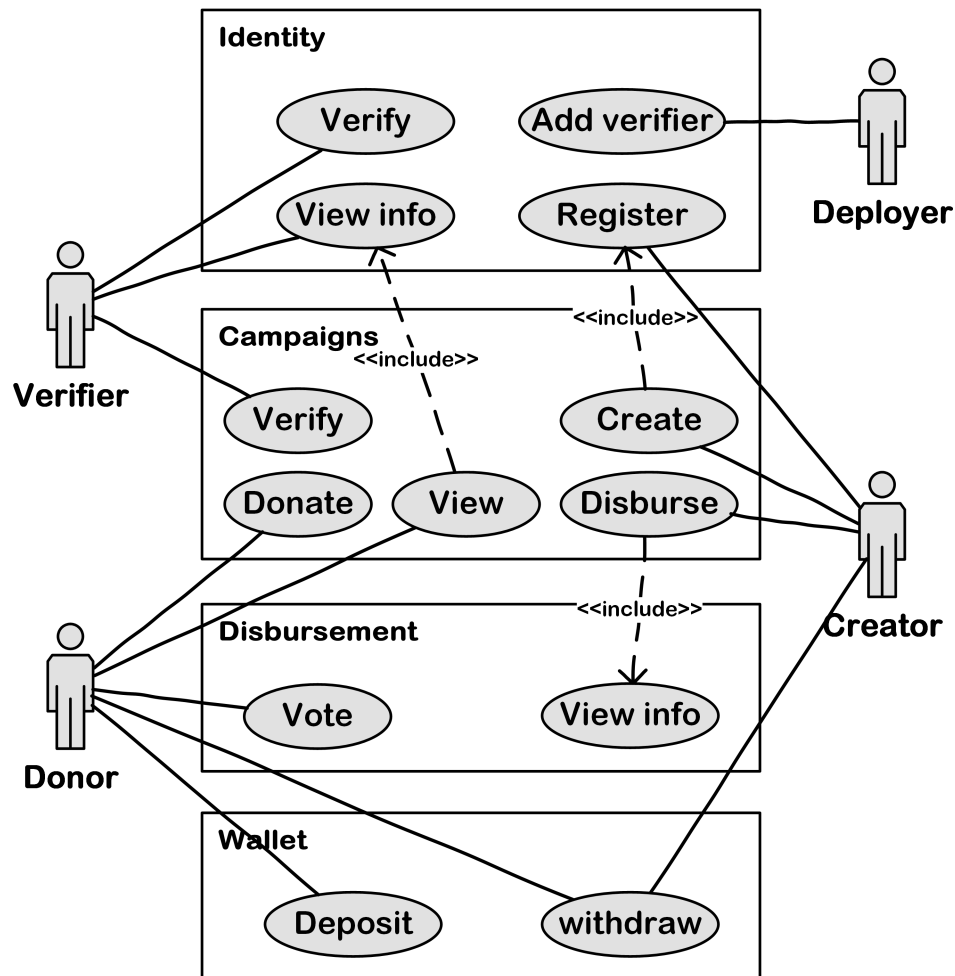 Identity
Verify
Add verifier
View info
Register
Deployer
Verifier
<<include>>
Campaigns
<<include>>
Verify
Create
Donate
View
Disburse
<<include>>
Disbursement
Creator
Vote
View info
Donor
Wallet
Deposit
withdraw